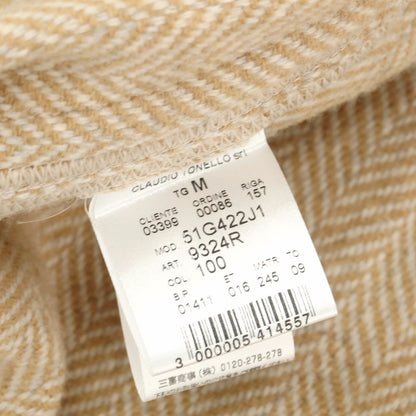 CLAUDIO TONELLO srl
TG M
CLIENTE ORDINE RIGA
03399 00086 157
MOD. 51G422J1
ART. 9324R
COL. 100
B.P. ET MATR. TO
01411 016 245 09
3 000005 414557
三喜商事(株) 0120-278-278